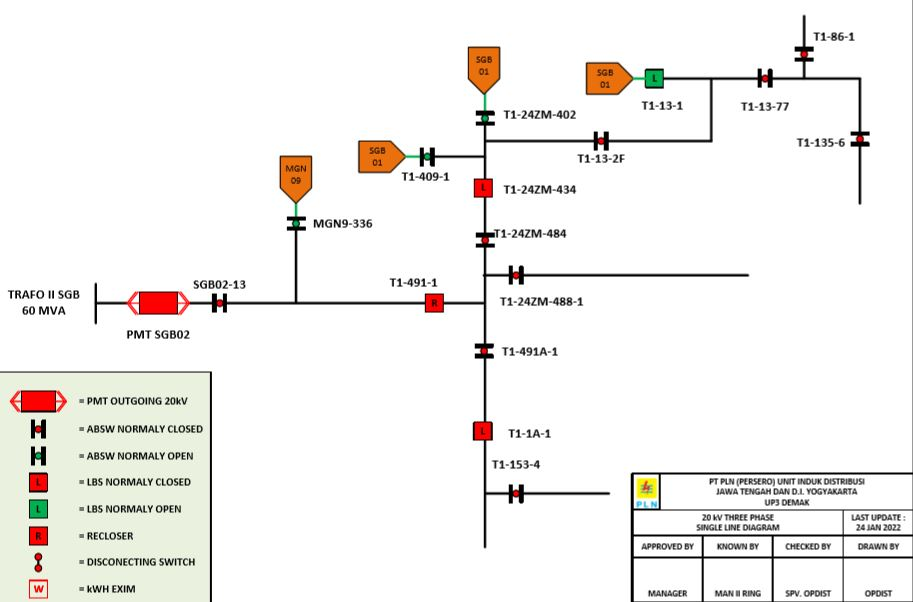 T1-86-1
SGB
01
SGB
01
L
T1-13-1
T1-13-77
T1-24ZM-402
T1-135-6
SGB
01
T1-409-1
T1-13-2F
MGN
09
L
T1-24ZM-434
MGN9-336
T1-24ZM-484
TRAFO II SGB
60 MVA
SGB02-13
T1-491-1
R
T1-24ZM-488-1
PMT SGB02
T1-491A-1
L
T1-1A-1
T1-153-4
= PMT OUTGOING 20kV
= ABSW NORMALY CLOSED
= ABSW NORMALY OPEN
L = LBS NORMALY CLOSED
L = LBS NORMALY OPEN
R = RECLOSER
= DISCONECTING SWITCH
W = kWH EXIM
PLN
PT PLN (PERSERO) UNIT INDUK DISTRIBUSI
JAWA TENGAH DAN D.I. YOGYAKARTA
UP3 DEMAK
20 kV THREE PHASE
SINGLE LINE DIAGRAM
LAST UPDATE :
24 JAN 2022
APPROVED BY
KNOWN BY
CHECKED BY
DRAWN BY
MANAGER
MAN II RING
SPV. OPDIST
OPDIST